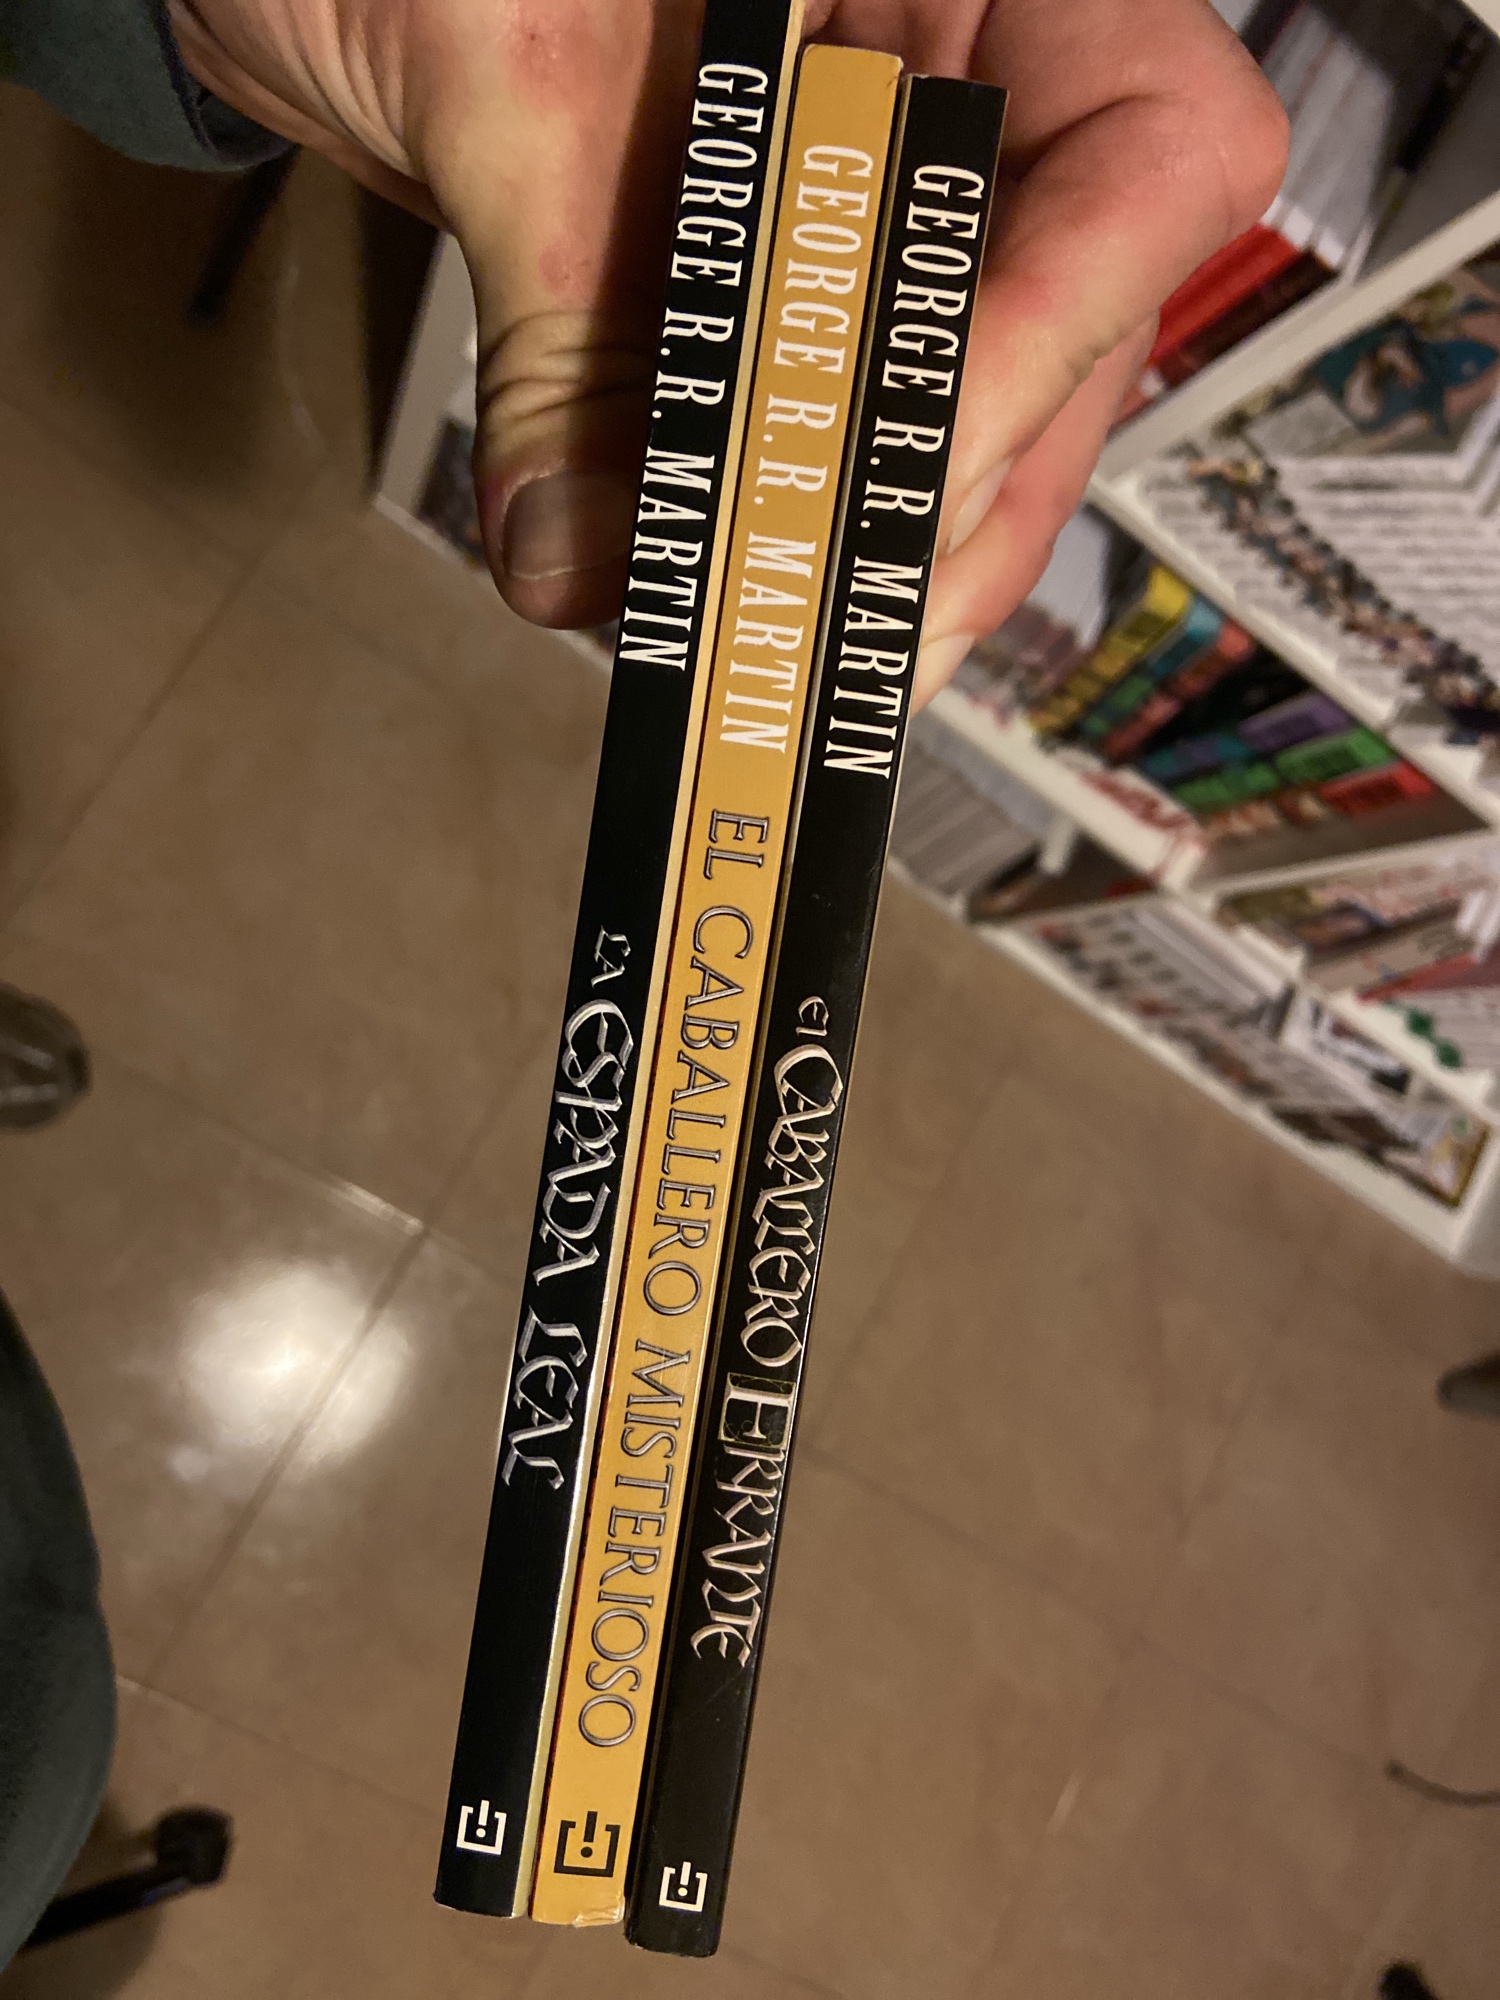 GEORGE R. R. MARTIN
LA ESPADA LEAL
GEORGE R. R. MARTIN
EL CABALLERO MISTERIOSO
GEORGE R. R. MARTIN
El CABALLERO ERRANTE